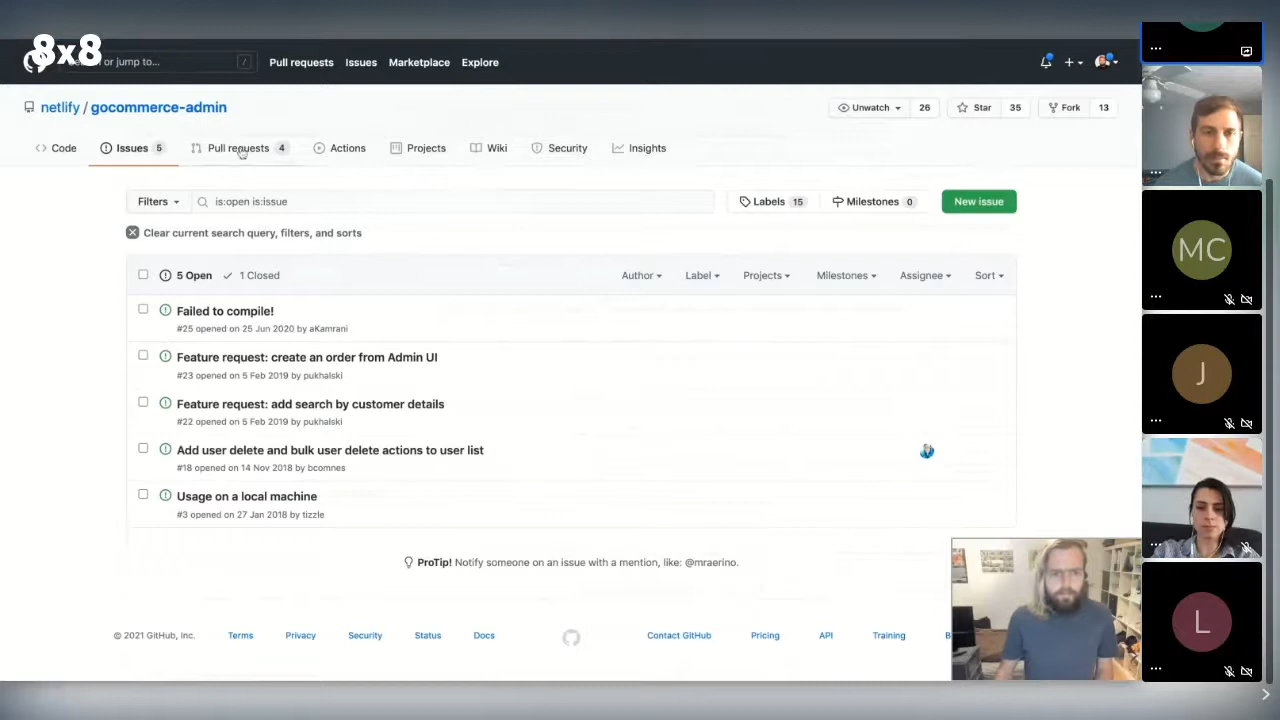 8x8
or jump to... /
Pull requests Issues Marketplace Explore
netlify / gocommerce-admin
Unwatch 26 Star 35 Fork 13
Code Issues 5 Pull requests 4 Actions Projects Wiki Security Insights
Filters is:open is:issue Labels 15 Milestones 0 New issue
Clear current search query, filters, and sorts
5 Open 1 Closed Author Label Projects Milestones Assignee Sort
Failed to compile!
#25 opened on 25 Jun 2020 by aKamrani
Feature request: create an order from Admin UI
#23 opened on 5 Feb 2019 by pukhalski
Feature request: add search by customer details
#22 opened on 5 Feb 2019 by pukhalski
Add user delete and bulk user delete actions to user list
#18 opened on 14 Nov 2018 by bcomnes
Usage on a local machine
#3 opened on 27 Jan 2018 by tizzle
ProTip! Notify someone on an issue with a mention, like: @mraerino.
© 2021 GitHub, Inc. Terms Privacy Security Status Docs Contact GitHub Pricing API Training
MC
J
L